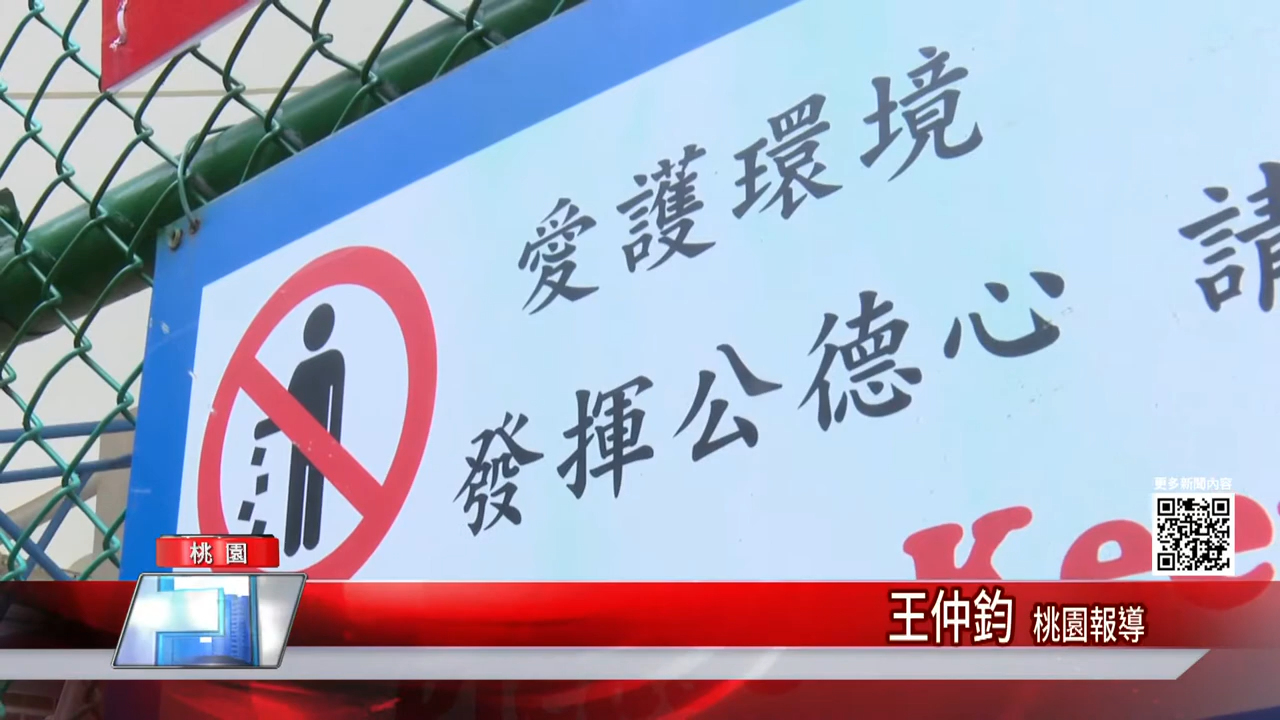 愛護環境
請
發揮公德心
Kee
更多新聞內容
桃園
王仲鈞 桃園報導